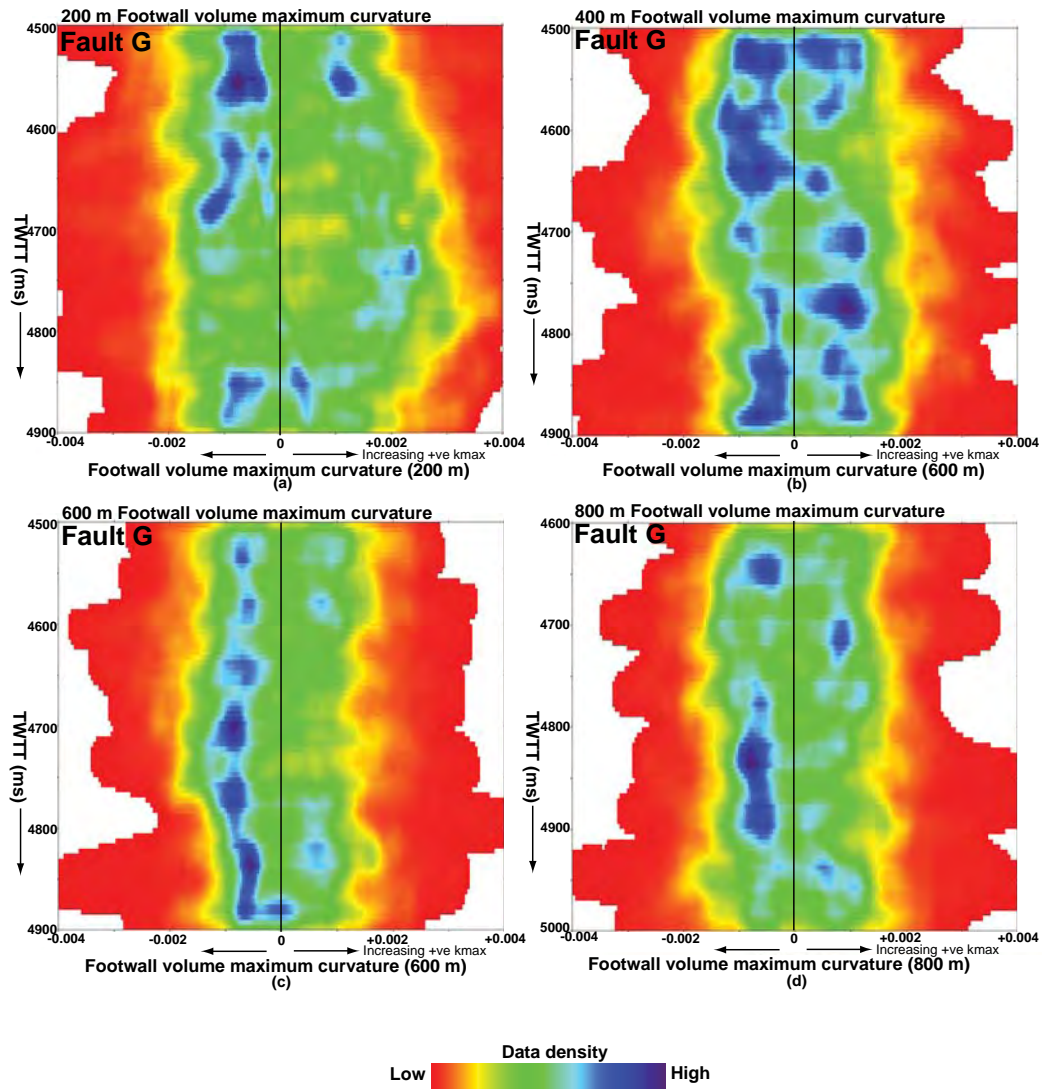 200 m Footwall volume maximum curvature
Fault G
4500
4600
4700
4800
4900
TWTT (ms)
-0.004
-0.002
0
+0.002
+0.004
Increasing +ve kmax
Footwall volume maximum curvature (200 m)
(a)
400 m Footwall volume maximum curvature
Fault G
4500
4600
4700
4800
4900
TWTT (ms)
-0.004
-0.002
0
+0.002
+0.004
Increasing +ve kmax
Footwall volume maximum curvature (600 m)
(b)
600 m Footwall volume maximum curvature
Fault G
4500
4600
4700
4800
4900
TWTT (ms)
-0.004
-0.002
0
+0.002
+0.004
Increasing +ve kmax
Footwall volume maximum curvature (600 m)
(c)
800 m Footwall volume maximum curvature
Fault G
4600
4700
4800
4900
5000
TWTT (ms)
-0.004
-0.002
0
+0.002
+0.004
Increasing +ve kmax
Footwall volume maximum curvature (800 m)
(d)
Data density
Low High